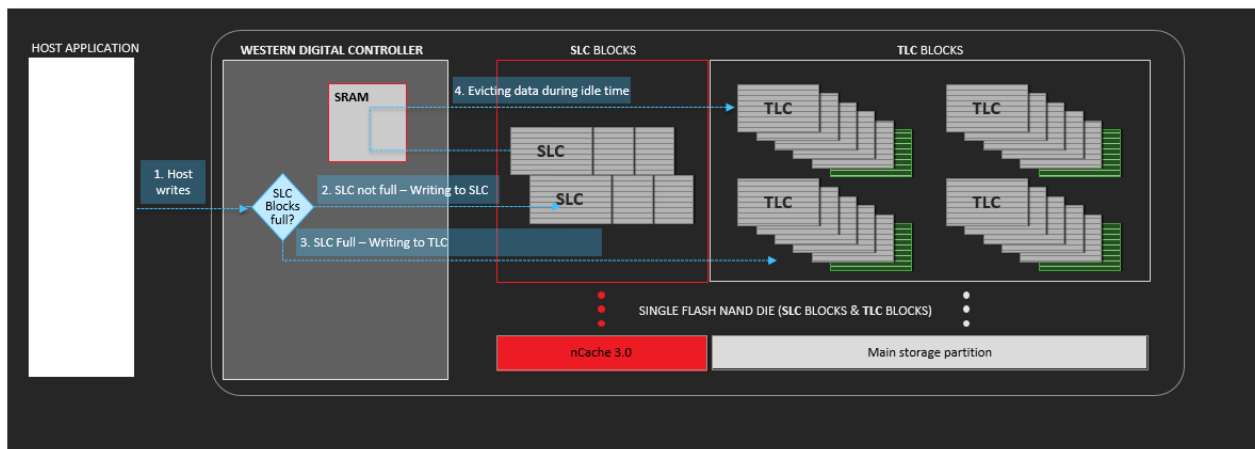 HOST APPLICATION
WESTERN DIGITAL CONTROLLER
SLC BLOCKS
TLC BLOCKS
SRAM
4. Evicting data during idle time
TLC
TLC
SLC
1. Host
writes
SLC
Blocks
full?
2. SLC not full – Writing to SLC
SLC
TLC
TLC
3. SLC Full – Writing to TLC
SINGLE FLASH NAND DIE (SLC BLOCKS & TLC BLOCKS)
nCache 3.0
Main storage partition